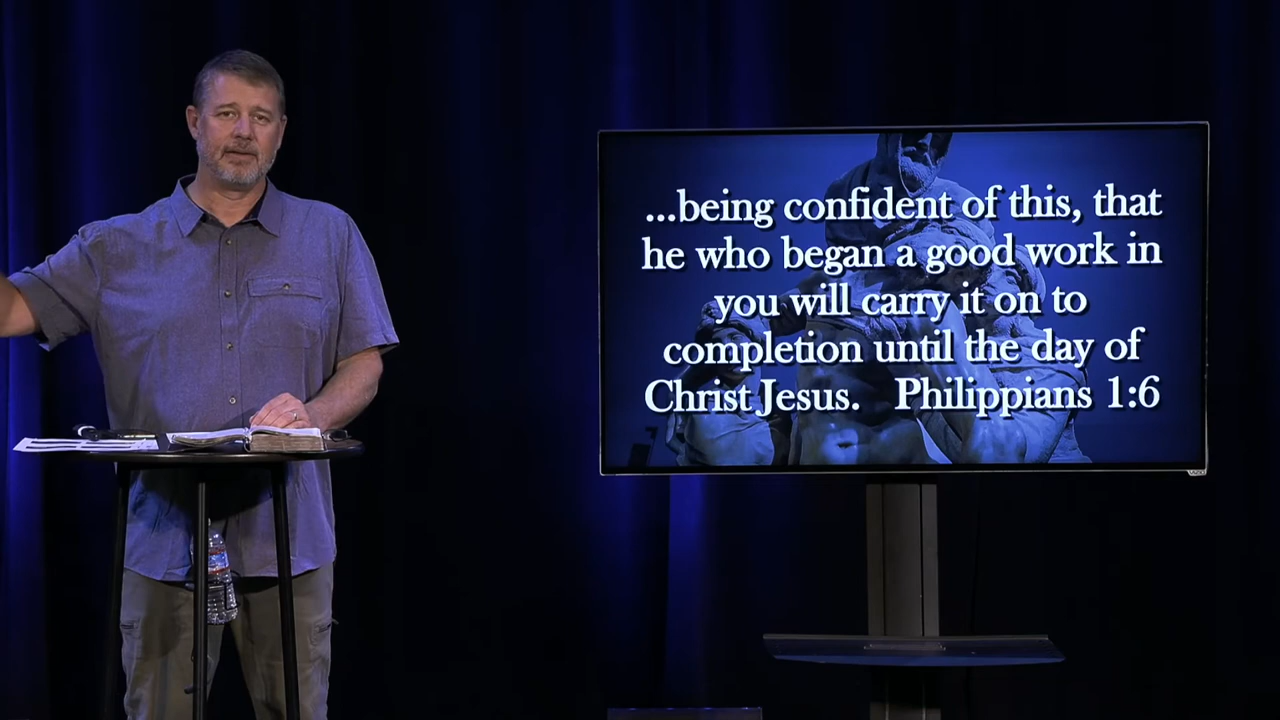 ...being confident of this, that
he who began a good work in
you will carry it on to
completion until the day of
Christ Jesus. Philippians 1:6
VIZIO